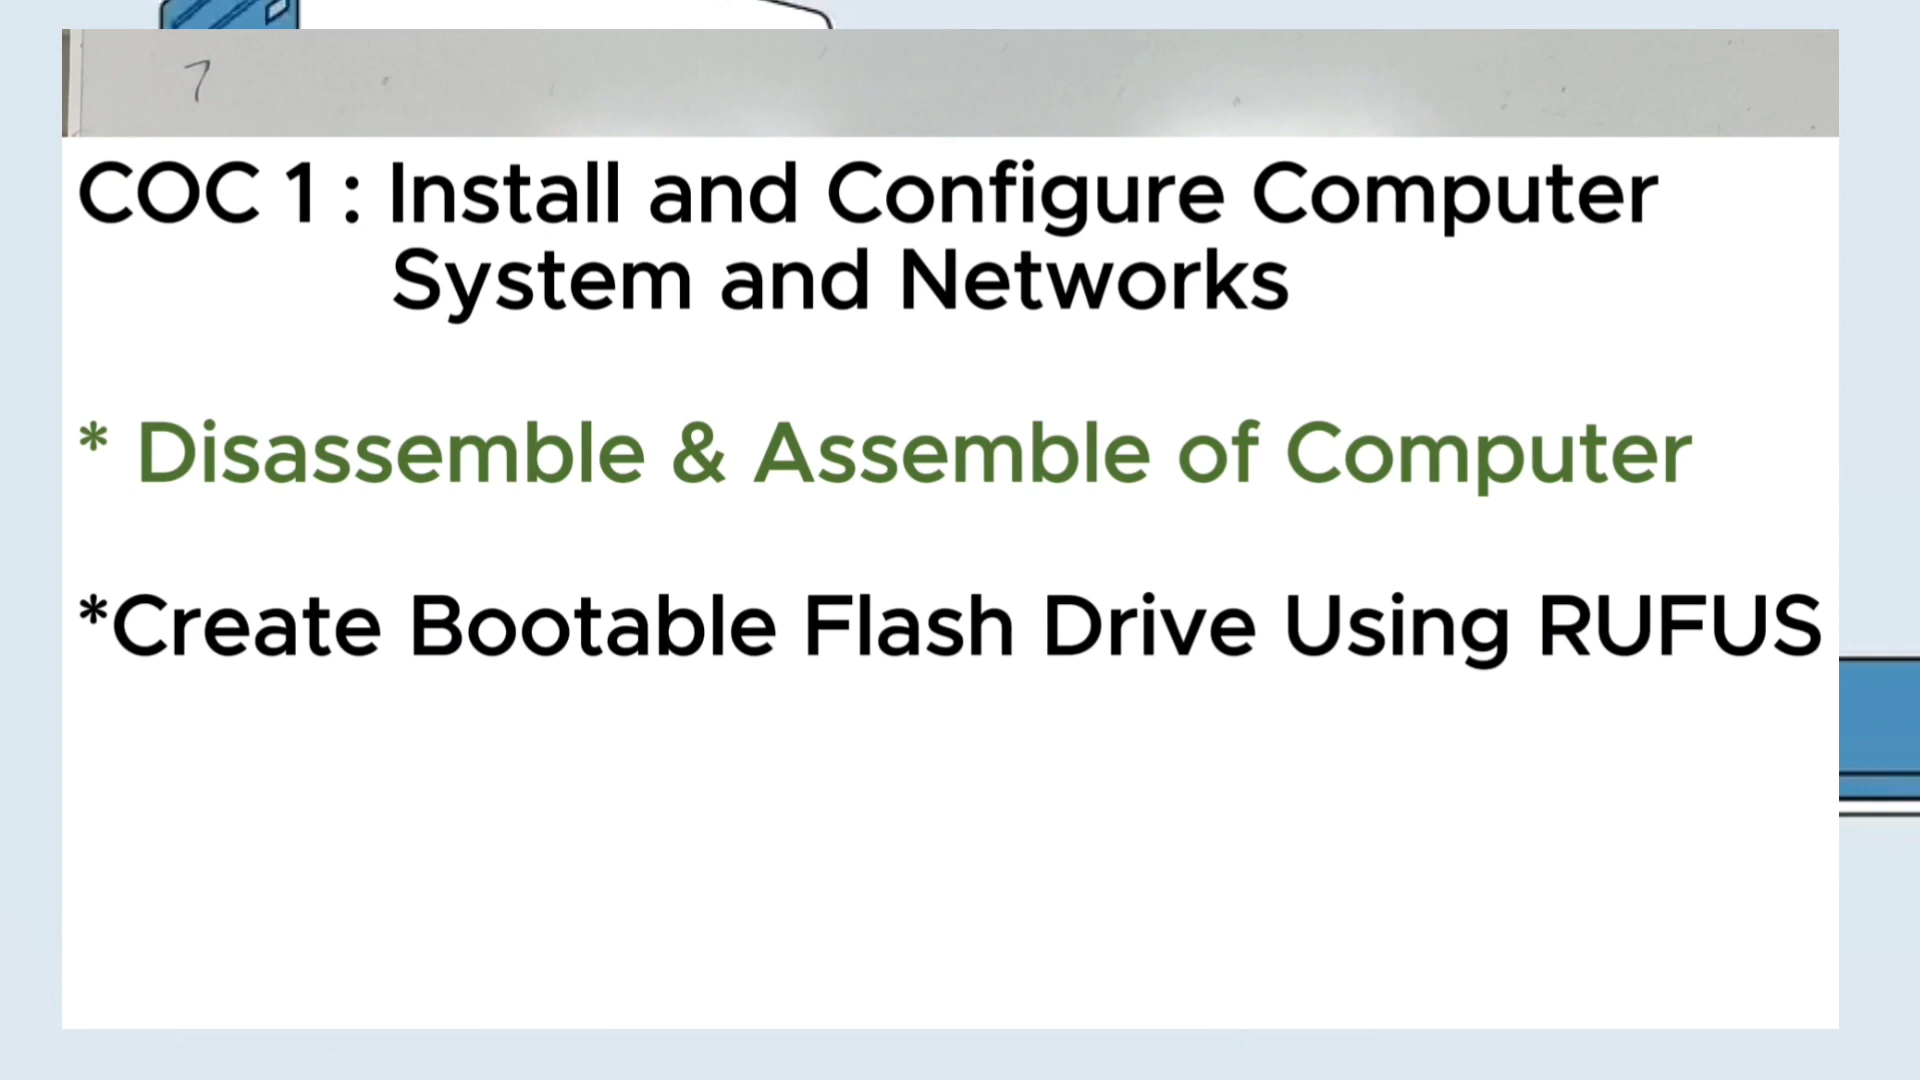 7
COC 1 : Install and Configure Computer
System and Networks
* Disassemble & Assemble of Computer
*Create Bootable Flash Drive Using RUFUS